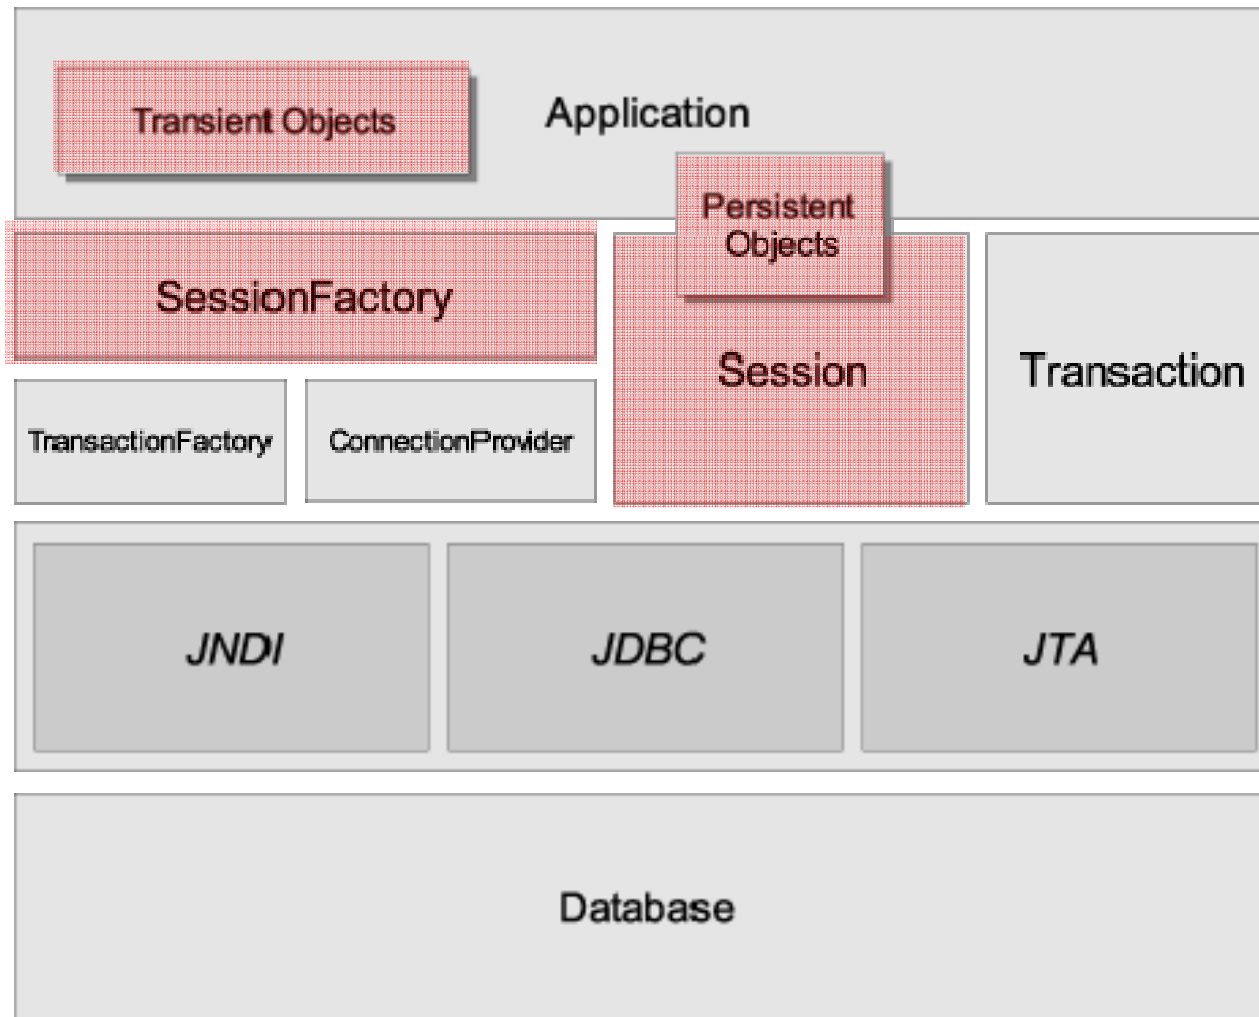 Transient Objects
Application
Persistent
Objects
SessionFactory
Session
Transaction
TransactionFactory
ConnectionProvider
JNDI
JDBC
JTA
Database